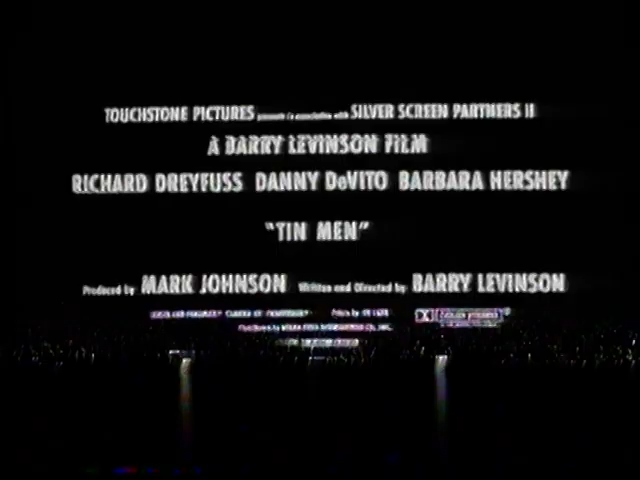 TOUCHSTONE PICTURES presents in association with SILVER SCREEN PARTNERS II
A BARRY LEVINSON FILM
RICHARD DREYFUSS DANNY DeVITO BARBARA HERSHEY
"TIN MEN"
Produced by MARK JOHNSON Written and Directed by BARRY LEVINSON